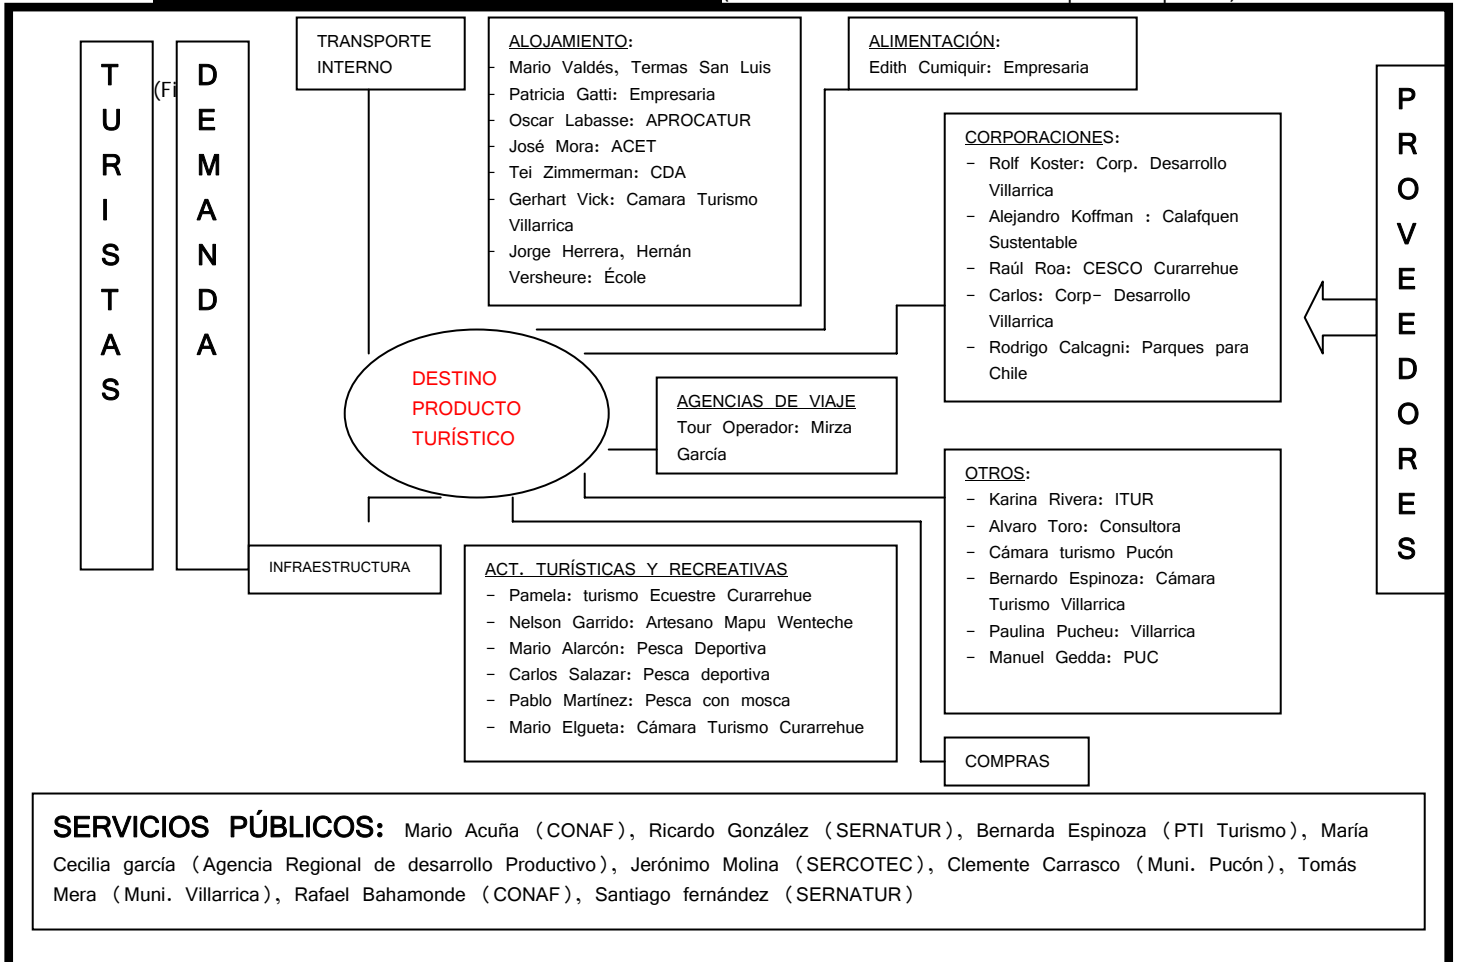 TURISTAS
(Fi
DEMANDA
TRANSPORTE
INTERNO
ALOJAMIENTO:
- Mario Valdés, Termas San Luis
- Patricia Gatti: Empresaria
- Oscar Labasse: APROCATUR
- José Mora: ACET
- Tei Zimmerman: CDA
- Gerhart Vick: Camara Turismo
Villarrica
- Jorge Herrera, Hernán
Versheure: École
ALIMENTACIÓN:
Edith Cumiquir: Empresaria
CORPORACIONES:
- Rolf Koster: Corp. Desarrollo
Villarrica
- Alejandro Koffman : Calafquen
Sustentable
- Raúl Roa: CESCO Curarrehue
- Carlos: Corp- Desarrollo
Villarrica
- Rodrigo Calcagni: Parques para
Chile
PROVEEDORES
DESTINO
PRODUCTO
TURÍSTICO
AGENCIAS DE VIAJE
Tour Operador: Mirza
García
OTROS:
- Karina Rivera: ITUR
- Alvaro Toro: Consultora
- Cámara turismo Pucón
- Bernardo Espinoza: Cámara
Turismo Villarrica
- Paulina Pucheu: Villarrica
- Manuel Gedda: PUC
INFRAESTRUCTURA
ACT. TURÍSTICAS Y RECREATIVAS
- Pamela: turismo Ecuestre Curarrehue
- Nelson Garrido: Artesano Mapu Wenteche
- Mario Alarcón: Pesca Deportiva
- Carlos Salazar: Pesca deportiva
- Pablo Martínez: Pesca con mosca
- Mario Elgueta: Cámara Turismo Curarrehue
COMPRAS
SERVICIOS PÚBLICOS: Mario Acuña (CONAF), Ricardo González (SERNATUR), Bernarda Espinoza (PTI Turismo), María
Cecilia garcía (Agencia Regional de desarrollo Productivo), Jerónimo Molina (SERCOTEC), Clemente Carrasco (Muni. Pucón), Tomás
Mera (Muni. Villarrica), Rafael Bahamonde (CONAF), Santiago fernández (SERNATUR)